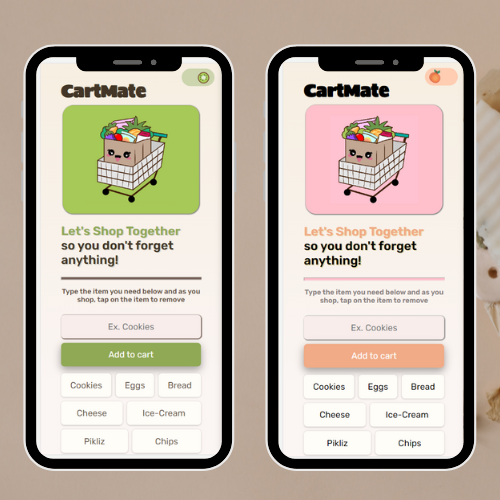 CartMate
Let's Shop Together
so you don't forget
anything!
Type the item you need below and as you
shop, tap on the item to remove
Ex. Cookies
Add to cart
Cookies Eggs Bread
Cheese Ice-Cream
Pikliz Chips
CartMate
Let's Shop Together
so you don't forget
anything!
Type the item you need below and as you
shop, tap on the item to remove
Ex. Cookies
Add to cart
Cookies Eggs Bread
Cheese Ice-Cream
Pikliz Chips